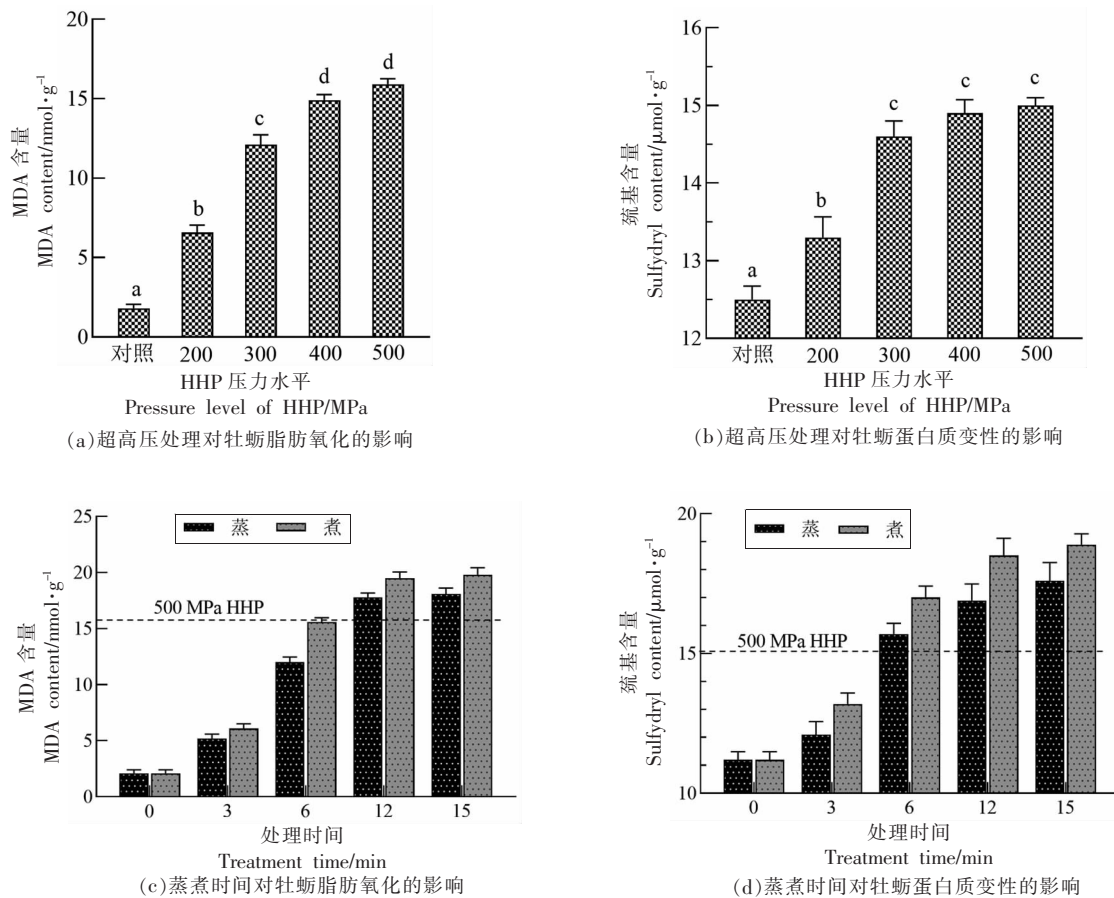 20
15
10
5
0
MDA 含量
MDA content/nmol·g⁻¹
a
b
c
d
d
对照 200 300 400 500
HHP 压力水平
Pressure level of HHP/MPa
(a)超高压处理对牡蛎脂肪氧化的影响
16
15
14
13
12
巯基含量
Sulfydryl content/μmol·g⁻¹
a
b
c
c
c
对照 200 300 400 500
HHP 压力水平
Pressure level of HHP/MPa
(b)超高压处理对牡蛎蛋白质变性的影响
25
20
15
10
5
0
MDA 含量
MDA content/nmol·g⁻¹
蒸 煮
500 MPa HHP
0 3 6 12 15
处理时间
Treatment time/min
(c)蒸煮时间对牡蛎脂肪氧化的影响
20
15
10
巯基含量
Sulfydryl content/μmol·g⁻¹
蒸 煮
500 MPa HHP
0 3 6 12 15
处理时间
Treatment time/min
(d)蒸煮时间对牡蛎蛋白质变性的影响